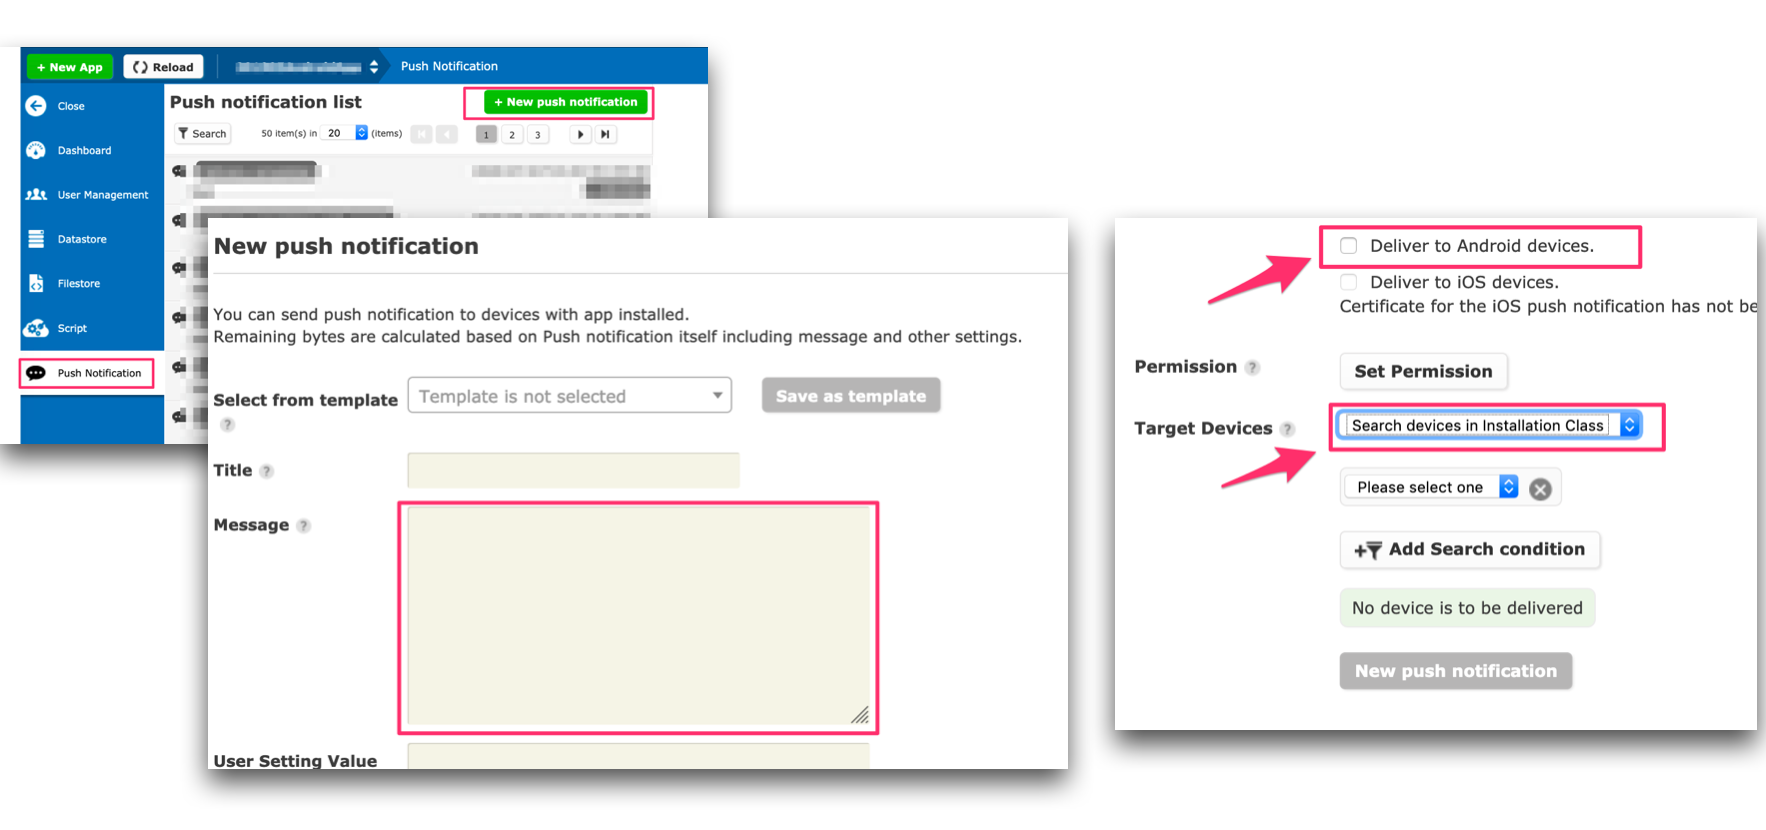 + New App
Reload
Push Notification
Close
Dashboard
User Management
Datastore
Filestore
Script
Push Notification
Push notification list
+ New push notification
Search
50 item(s) in 20 (items)
1 2 3
New push notification
You can send push notification to devices with app installed.
Remaining bytes are calculated based on Push notification itself including message and other settings.
Select from template ?
Template is not selected
Save as template
Title ?
Message ?
User Setting Value
Deliver to Android devices.
Deliver to iOS devices.
Certificate for the iOS push notification has not be
Permission ?
Set Permission
Target Devices ?
Search devices in Installation Class
Please select one
Add Search condition
No device is to be delivered
New push notification